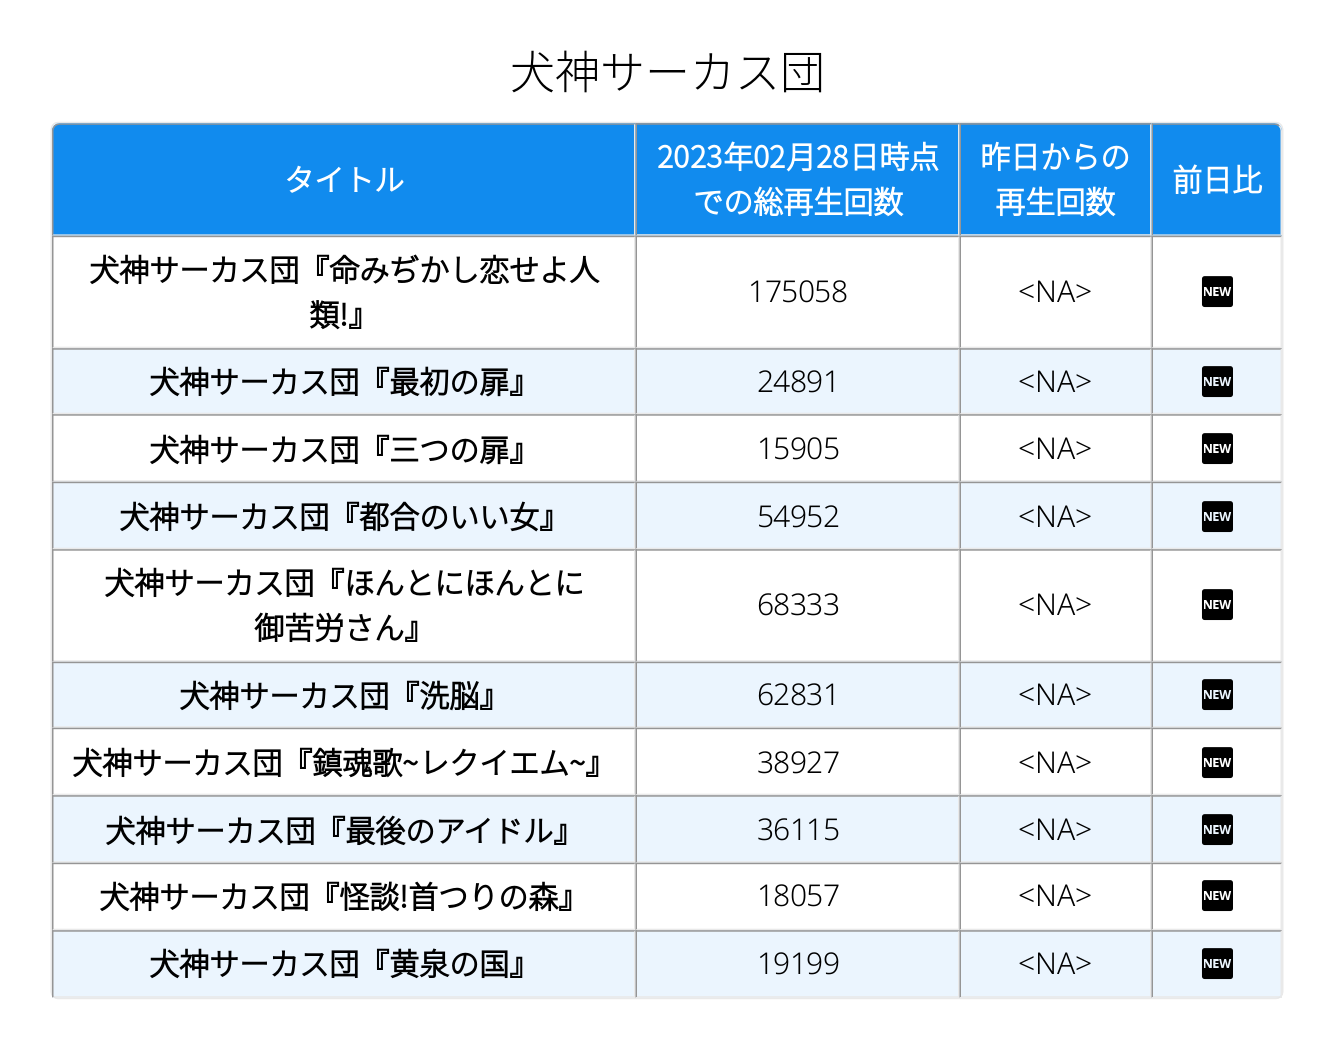 犬神サーカス団
タイトル
2023年02月28日時点
での総再生回数
昨日からの
再生回数
前日比
犬神サーカス団『命みぢかし恋せよ人
類!』
175058
<NA>
NEW
犬神サーカス団『最初の扉』
24891
<NA>
NEW
犬神サーカス団『三つの扉』
15905
<NA>
NEW
犬神サーカス団『都合のいい女』
54952
<NA>
NEW
犬神サーカス団『ほんとにほんとに
御苦労さん』
68333
<NA>
NEW
犬神サーカス団『洗脳』
62831
<NA>
NEW
犬神サーカス団『鎮魂歌~レクイエム~』
38927
<NA>
NEW
犬神サーカス団『最後のアイドル』
36115
<NA>
NEW
犬神サーカス団『怪談!首つりの森』
18057
<NA>
NEW
犬神サーカス団『黄泉の国』
19199
<NA>
NEW